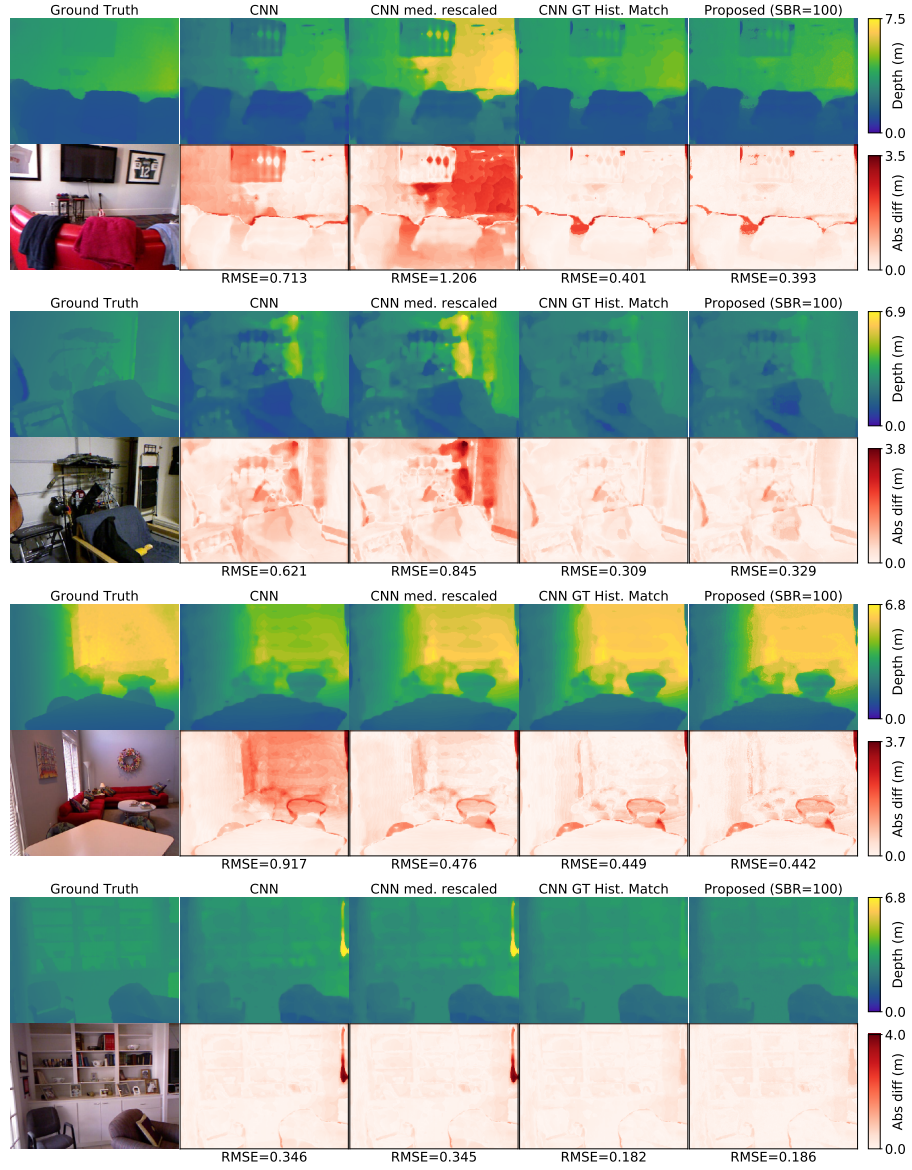 Ground Truth CNN CNN med. rescaled CNN GT Hist. Match Proposed (SBR=100)
7.5
Depth (m)
0.0
3.5
12
Abs diff (m)
0.0
RMSE=0.713 RMSE=1.206 RMSE=0.401 RMSE=0.393
Ground Truth CNN CNN med. rescaled CNN GT Hist. Match Proposed (SBR=100)
6.9
Depth (m)
0.0
3.8
Abs diff (m)
0.0
RMSE=0.621 RMSE=0.845 RMSE=0.309 RMSE=0.329
Ground Truth CNN CNN med. rescaled CNN GT Hist. Match Proposed (SBR=100)
6.8
Depth (m)
0.0
3.7
Abs diff (m)
0.0
RMSE=0.917 RMSE=0.476 RMSE=0.449 RMSE=0.442
Ground Truth CNN CNN med. rescaled CNN GT Hist. Match Proposed (SBR=100)
6.8
Depth (m)
0.0
4.0
Abs diff (m)
0.0
RMSE=0.346 RMSE=0.345 RMSE=0.182 RMSE=0.186